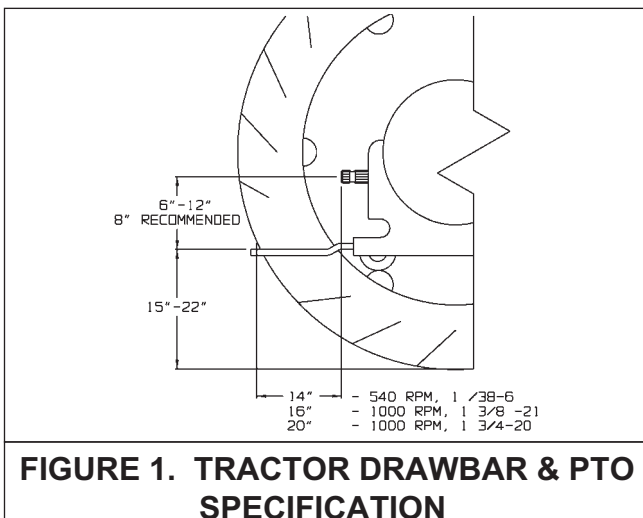 6"-12"
8" RECOMMENDED
15"-22"
14" - 540 RPM, 1 /38-6
16" - 1000 RPM, 1 3/8 -21
20" - 1000 RPM, 1 3/4-20
FIGURE 1. TRACTOR DRAWBAR & PTO
SPECIFICATION